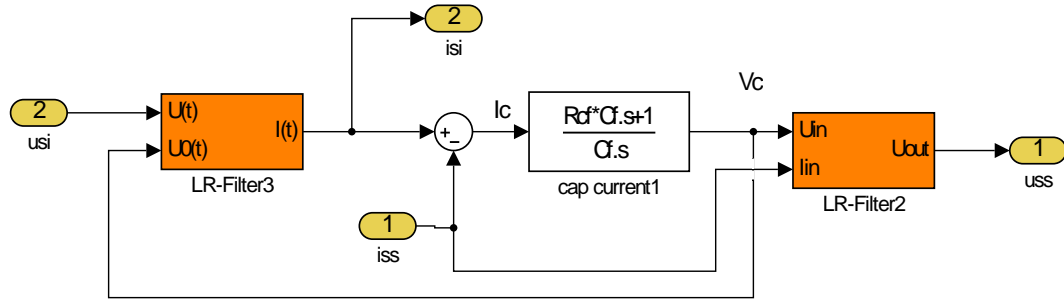 2
isi
2
usi
U(t)
U0(t)
I(t)
LR-Filter3
+
−
Ic
Rcf*Cf.s+1
Cf.s
cap current1
Vc
Uin
Iin
Uout
LR-Filter2
1
uss
1
iss